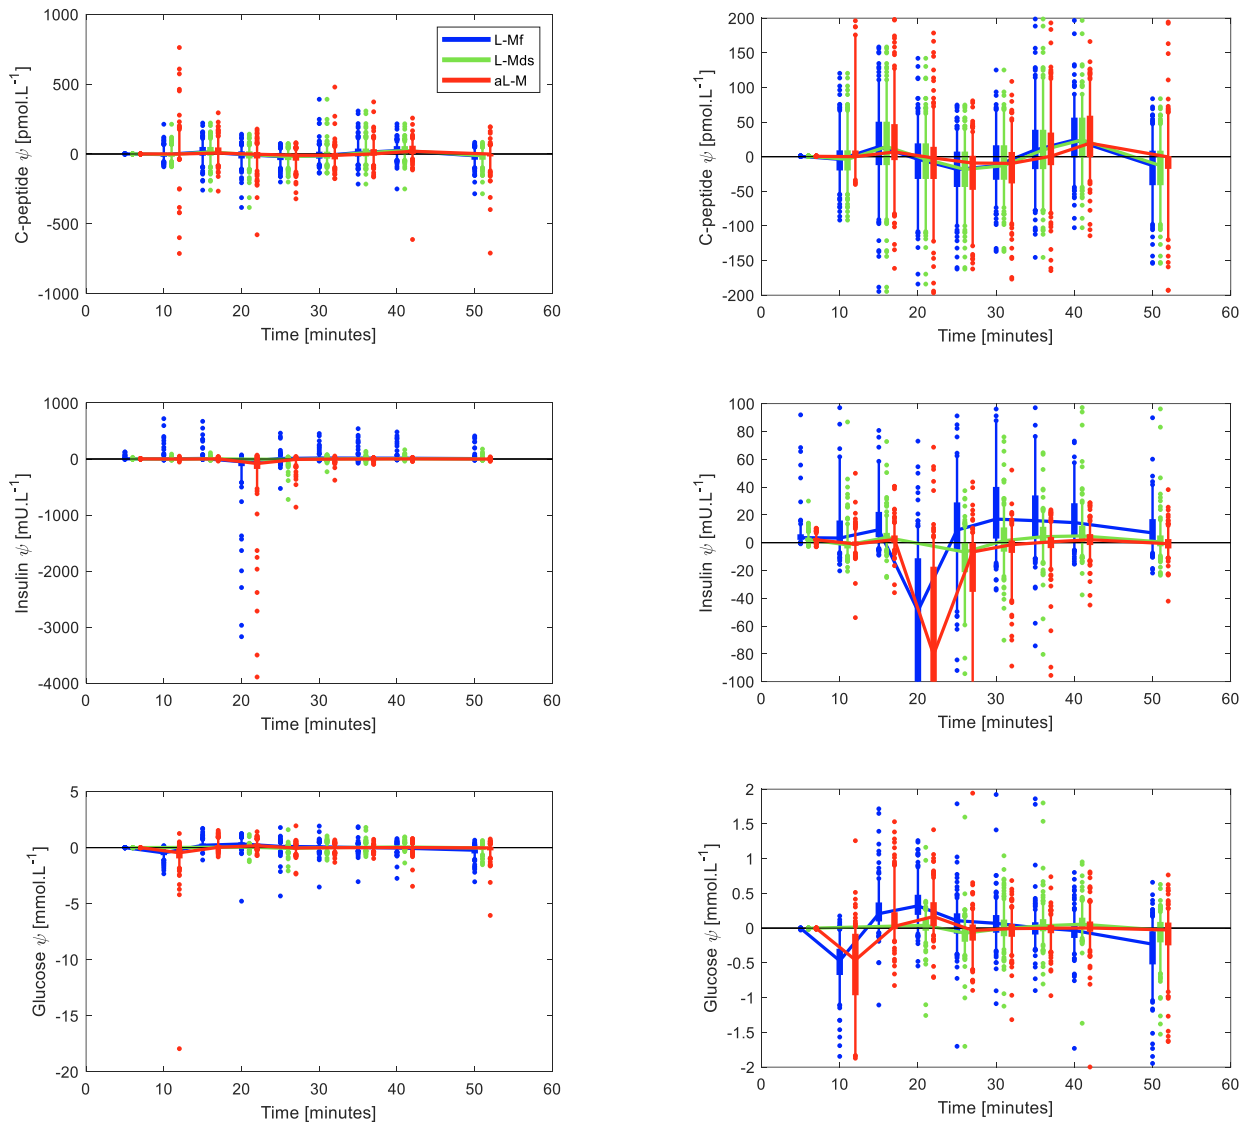 C-peptide ψ [pmol.L⁻¹]
1000
500
0
-500
-1000
0 10 20 30 40 50 60
Time [minutes]
L-Mf
L-Mds
aL-M
C-peptide ψ [pmol.L⁻¹]
200
150
100
50
0
-50
-100
-150
-200
0 10 20 30 40 50 60
Time [minutes]
Insulin ψ [mU.L⁻¹]
1000
0
-1000
-2000
-3000
-4000
0 10 20 30 40 50 60
Time [minutes]
Insulin ψ [mU.L⁻¹]
100
80
60
40
20
0
-20
-40
-60
-80
-100
0 10 20 30 40 50 60
Time [minutes]
Glucose ψ [mmol.L⁻¹]
5
0
-5
-10
-15
-20
0 10 20 30 40 50 60
Time [minutes]
Glucose ψ [mmol.L⁻¹]
2
1.5
1
0.5
0
-0.5
-1
-1.5
-2
0 10 20 30 40 50 60
Time [minutes]